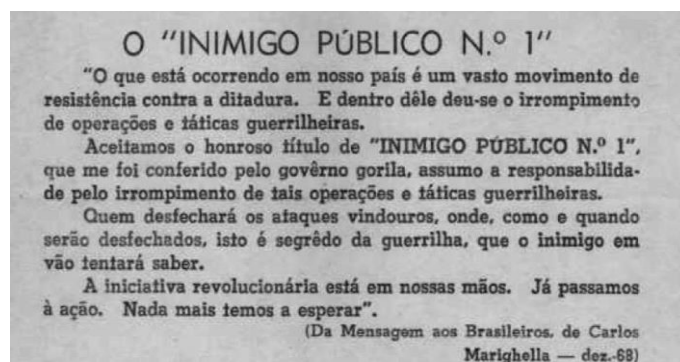 O "INIMIGO PÚBLICO N.º 1"
"O que está ocorrendo em nosso país é um vasto movimento de
resistência contra a ditadura. E dentro dêle deu-se o irrompimento
de operações e táticas guerrilheiras.
Aceitamos o honroso título de "INIMIGO PÚBLICO N.º 1",
que me foi conferido pelo govêrno gorila, assumo a responsabilida-
de pelo irrompimento de tais operações e táticas guerrilheiras.
Quem desfechará os ataques vindouros, onde, como e quando
serão desfechados, isto é segrêdo da guerrilha, que o inimigo em
vão tentará saber.
A iniciativa revolucionária está em nossas mãos. Já passamos
à ação. Nada mais temos a esperar".
(Da Mensagem aos Brasileiros, de Carlos
Marighella — dez.-68)